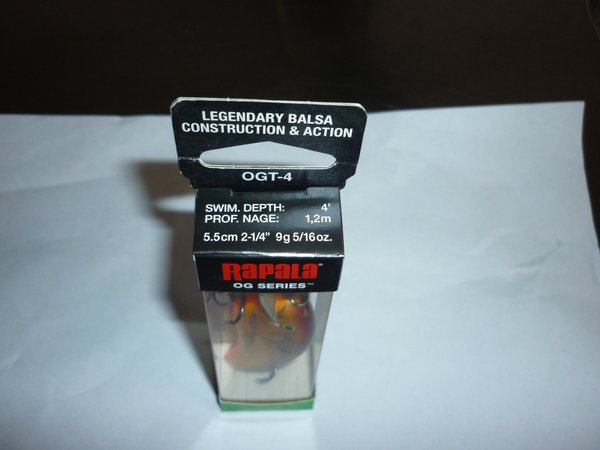 LEGENDARY BALSA
CONSTRUCTION & ACTION
OGT-4
SWIM. DEPTH: 4'
PROF. NAGE: 1,2m
5.5cm 2-1/4" 9g 5/16oz.
Rapala®
OG SERIES™